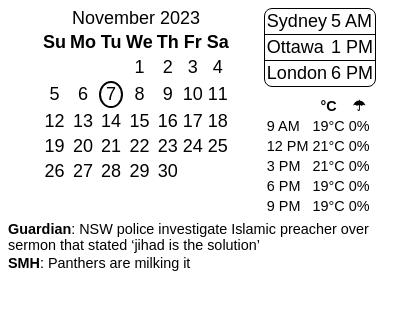 November 2023
Su Mo Tu We Th Fr Sa
1 2 3 4
5 6 7 8 9 10 11
12 13 14 15 16 17 18
19 20 21 22 23 24 25
26 27 28 29 30
Sydney 5 AM
Ottawa 1 PM
London 6 PM
°C ☂
9 AM 19°C 0%
12 PM 21°C 0%
3 PM 21°C 0%
6 PM 19°C 0%
9 PM 19°C 0%
Guardian: NSW police investigate Islamic preacher over
sermon that stated ‘jihad is the solution’
SMH: Panthers are milking it